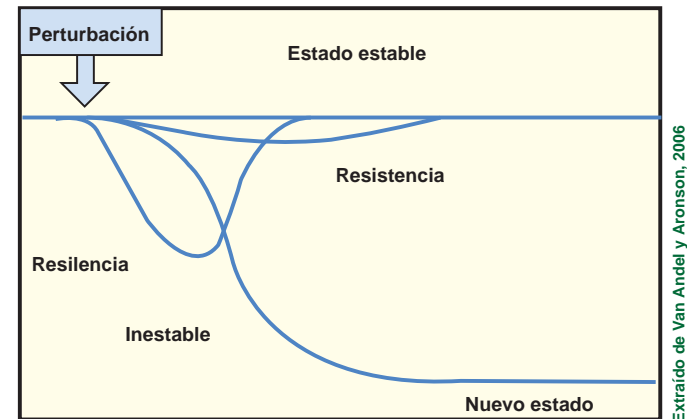 Perturbación
Estado estable
Resistencia
Resilencia
Inestable
Nuevo estado
Extraído de Van Andel y Aronson, 2006